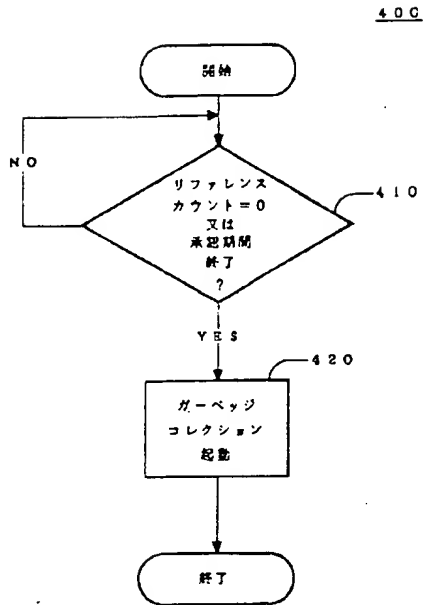 400
開始
NO
リファレンス
カウント=0
又は
承認期間
終了
?
410
YES
420
ガーベッジ
コレクション
起動
終了